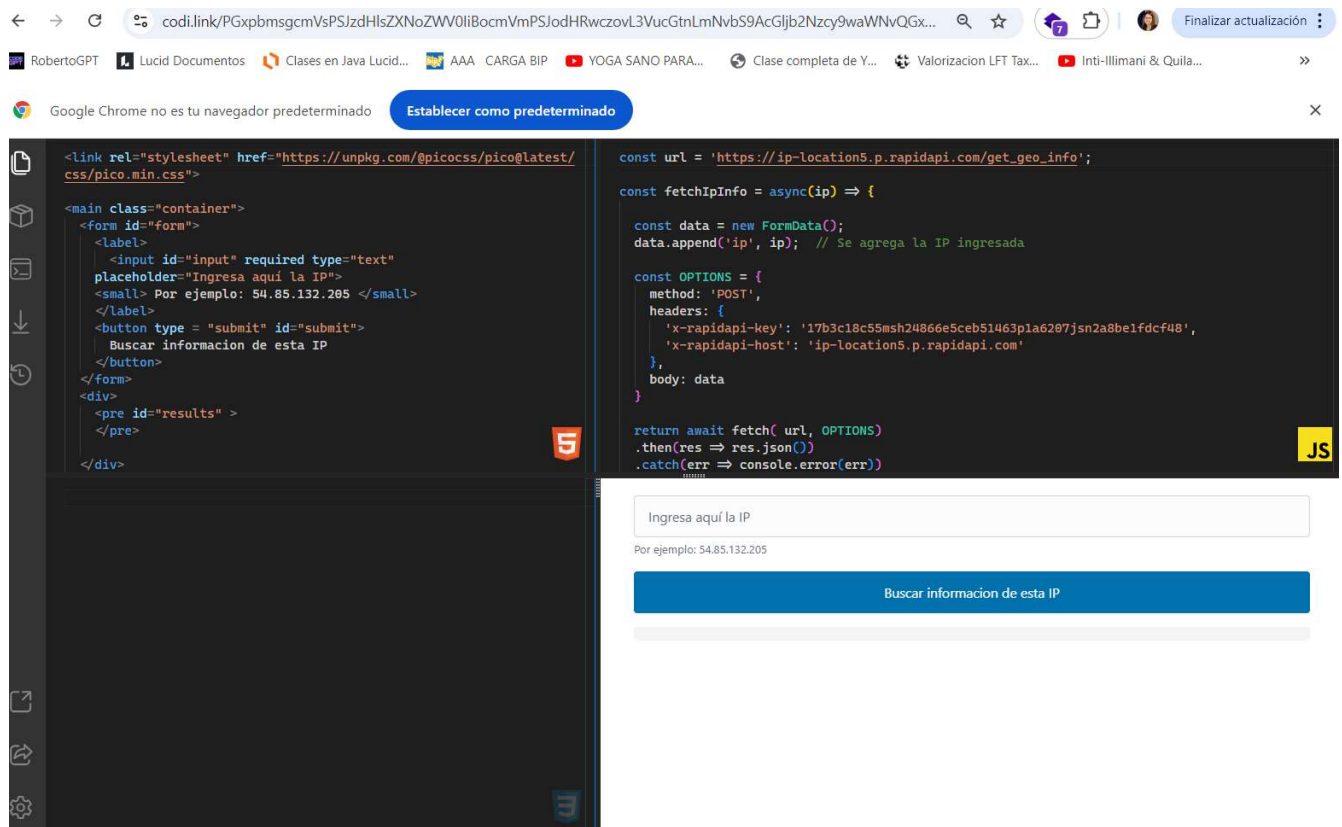 codi.link/PGxpbmsgcmVsPSJzdHlsZXNoZWV0IiBocmVmPSJodHRwczovL3VucGtnLmNvbS9AcGljb2Nzcy9waWNvQGx...
Finalizar actualización
7
RobertoGPT Lucid Documentos Clases en Java Lucid... AAA CARGA BIP YOGA SANO PARA... Clase completa de Y... Valorizacion LFT Tax... Inti-Illimani & Quila... »
Google Chrome no es tu navegador predeterminado Establecer como predeterminado
<link rel="stylesheet" href="https://unpkg.com/@picocss/pico@latest/
css/pico.min.css">
<main class="container">
<form id="form">
<label>
<input id="input" required type="text"
placeholder="Ingresa aquí la IP">
<small> Por ejemplo: 54.85.132.205 </small>
</label>
<button type = "submit" id="submit">
Buscar informacion de esta IP
</button>
</form>
<div>
<pre id="results" >
</pre>
</div>
5
const url = 'https://ip-location5.p.rapidapi.com/get_geo_info';
const fetchIpInfo = async(ip) => {
const data = new FormData();
data.append('ip', ip); // Se agrega la IP ingresada
const OPTIONS = {
method: 'POST',
headers: {
'x-rapidapi-key': '17b3c18c55msh24866e5ceb51463p1a6207jsn2a8be1fdcf48',
'x-rapidapi-host': 'ip-location5.p.rapidapi.com'
},
body: data
}
return await fetch( url, OPTIONS)
.then(res => res.json())
.catch(err => console.error(err))
JS
Ingresa aquí la IP
Por ejemplo: 54.85.132.205
Buscar informacion de esta IP